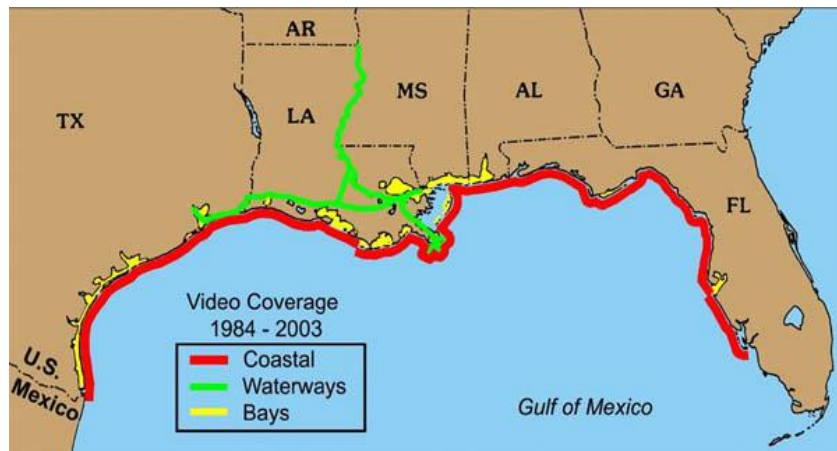 AR
MS
AL
GA
TX
LA
FL
Video Coverage
1984 - 2003
Coastal
Waterways
Bays
U.S.
Mexico
Gulf of Mexico